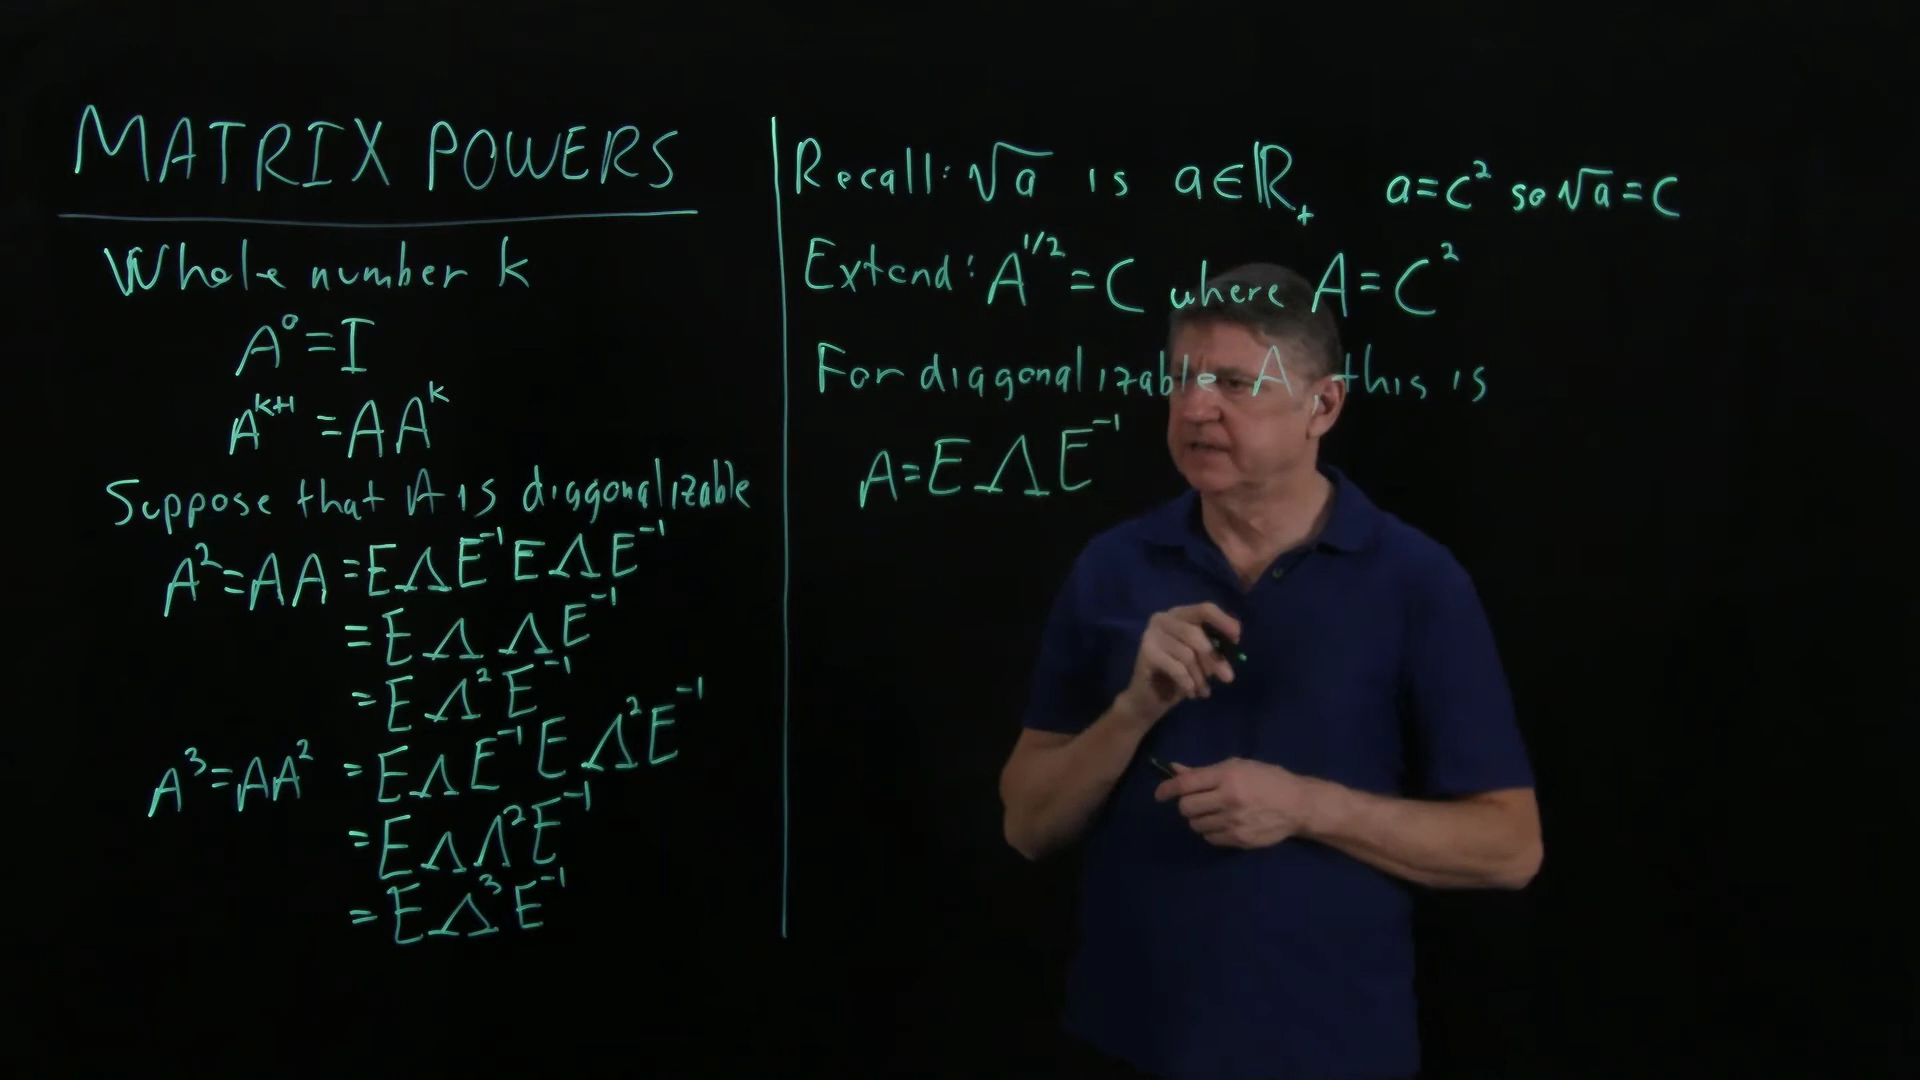 MATRIX POWERS
Whole number k
A⁰=I
Aᵏ⁺¹=AAᵏ
Suppose that A is diagonalizable
A²=AA=EΛE⁻¹EΛE⁻¹
=EΛΛE⁻¹
=EΛ²E⁻¹
A³=AA²=EΛE⁻¹EΛ²E⁻¹
=EΛΛ²E⁻¹
=EΛ³E⁻¹
Recall: √a is a∈ℝ₊ a=c² so √a=c
Extend: A^{1/2}=C where A=C²
For diagonalizable A, this is
A=EΛE⁻¹